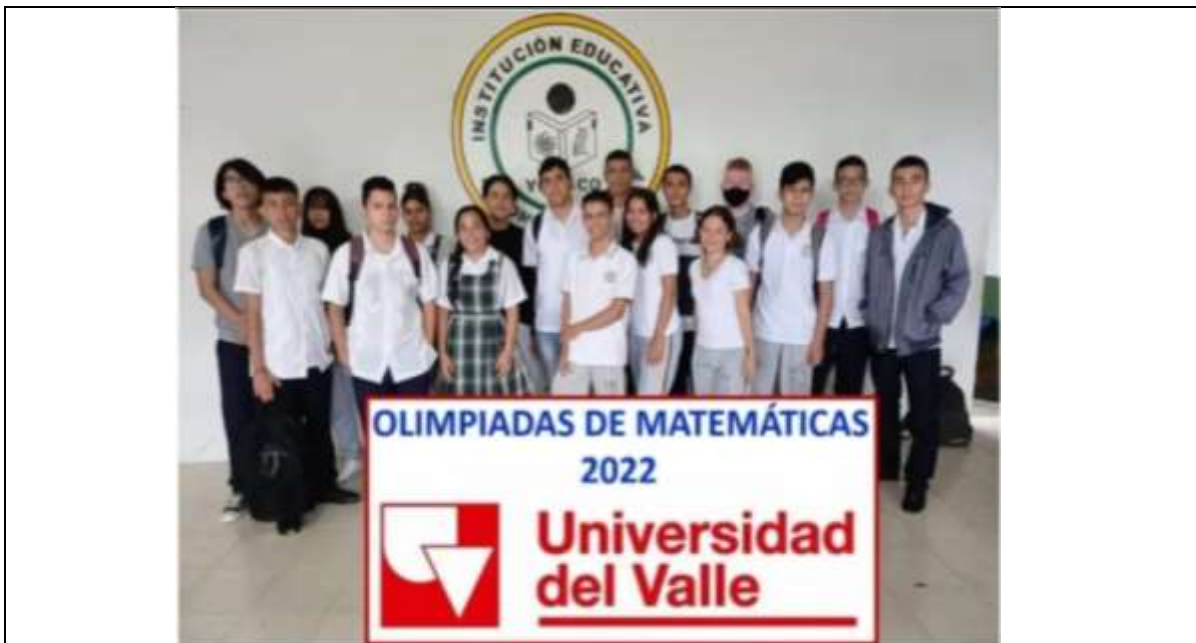 INSTITUCIÓN EDUCATIVA
OLIMPIADAS DE MATEMÁTICAS
2022
Universidad
del Valle